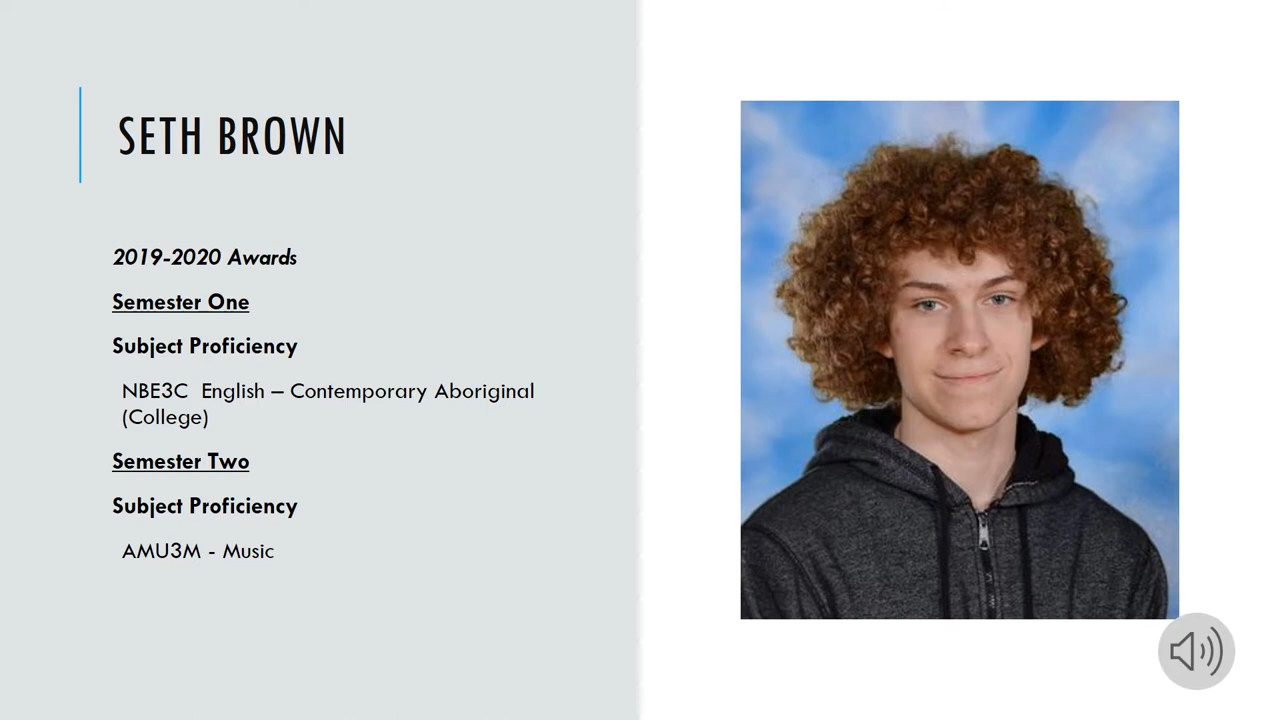 SETH BROWN
2019-2020 Awards
Semester One
Subject Proficiency
NBE3C  English – Contemporary Aboriginal
(College)
Semester Two
Subject Proficiency
AMU3M - Music